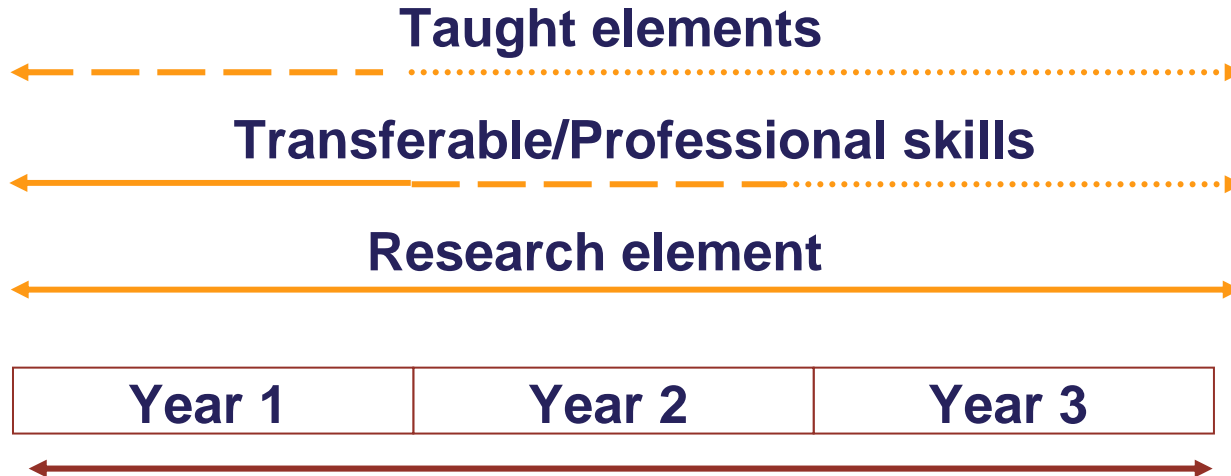 Taught elements
Transferable/Professional skills
Research element
Year 1 Year 2 Year 3